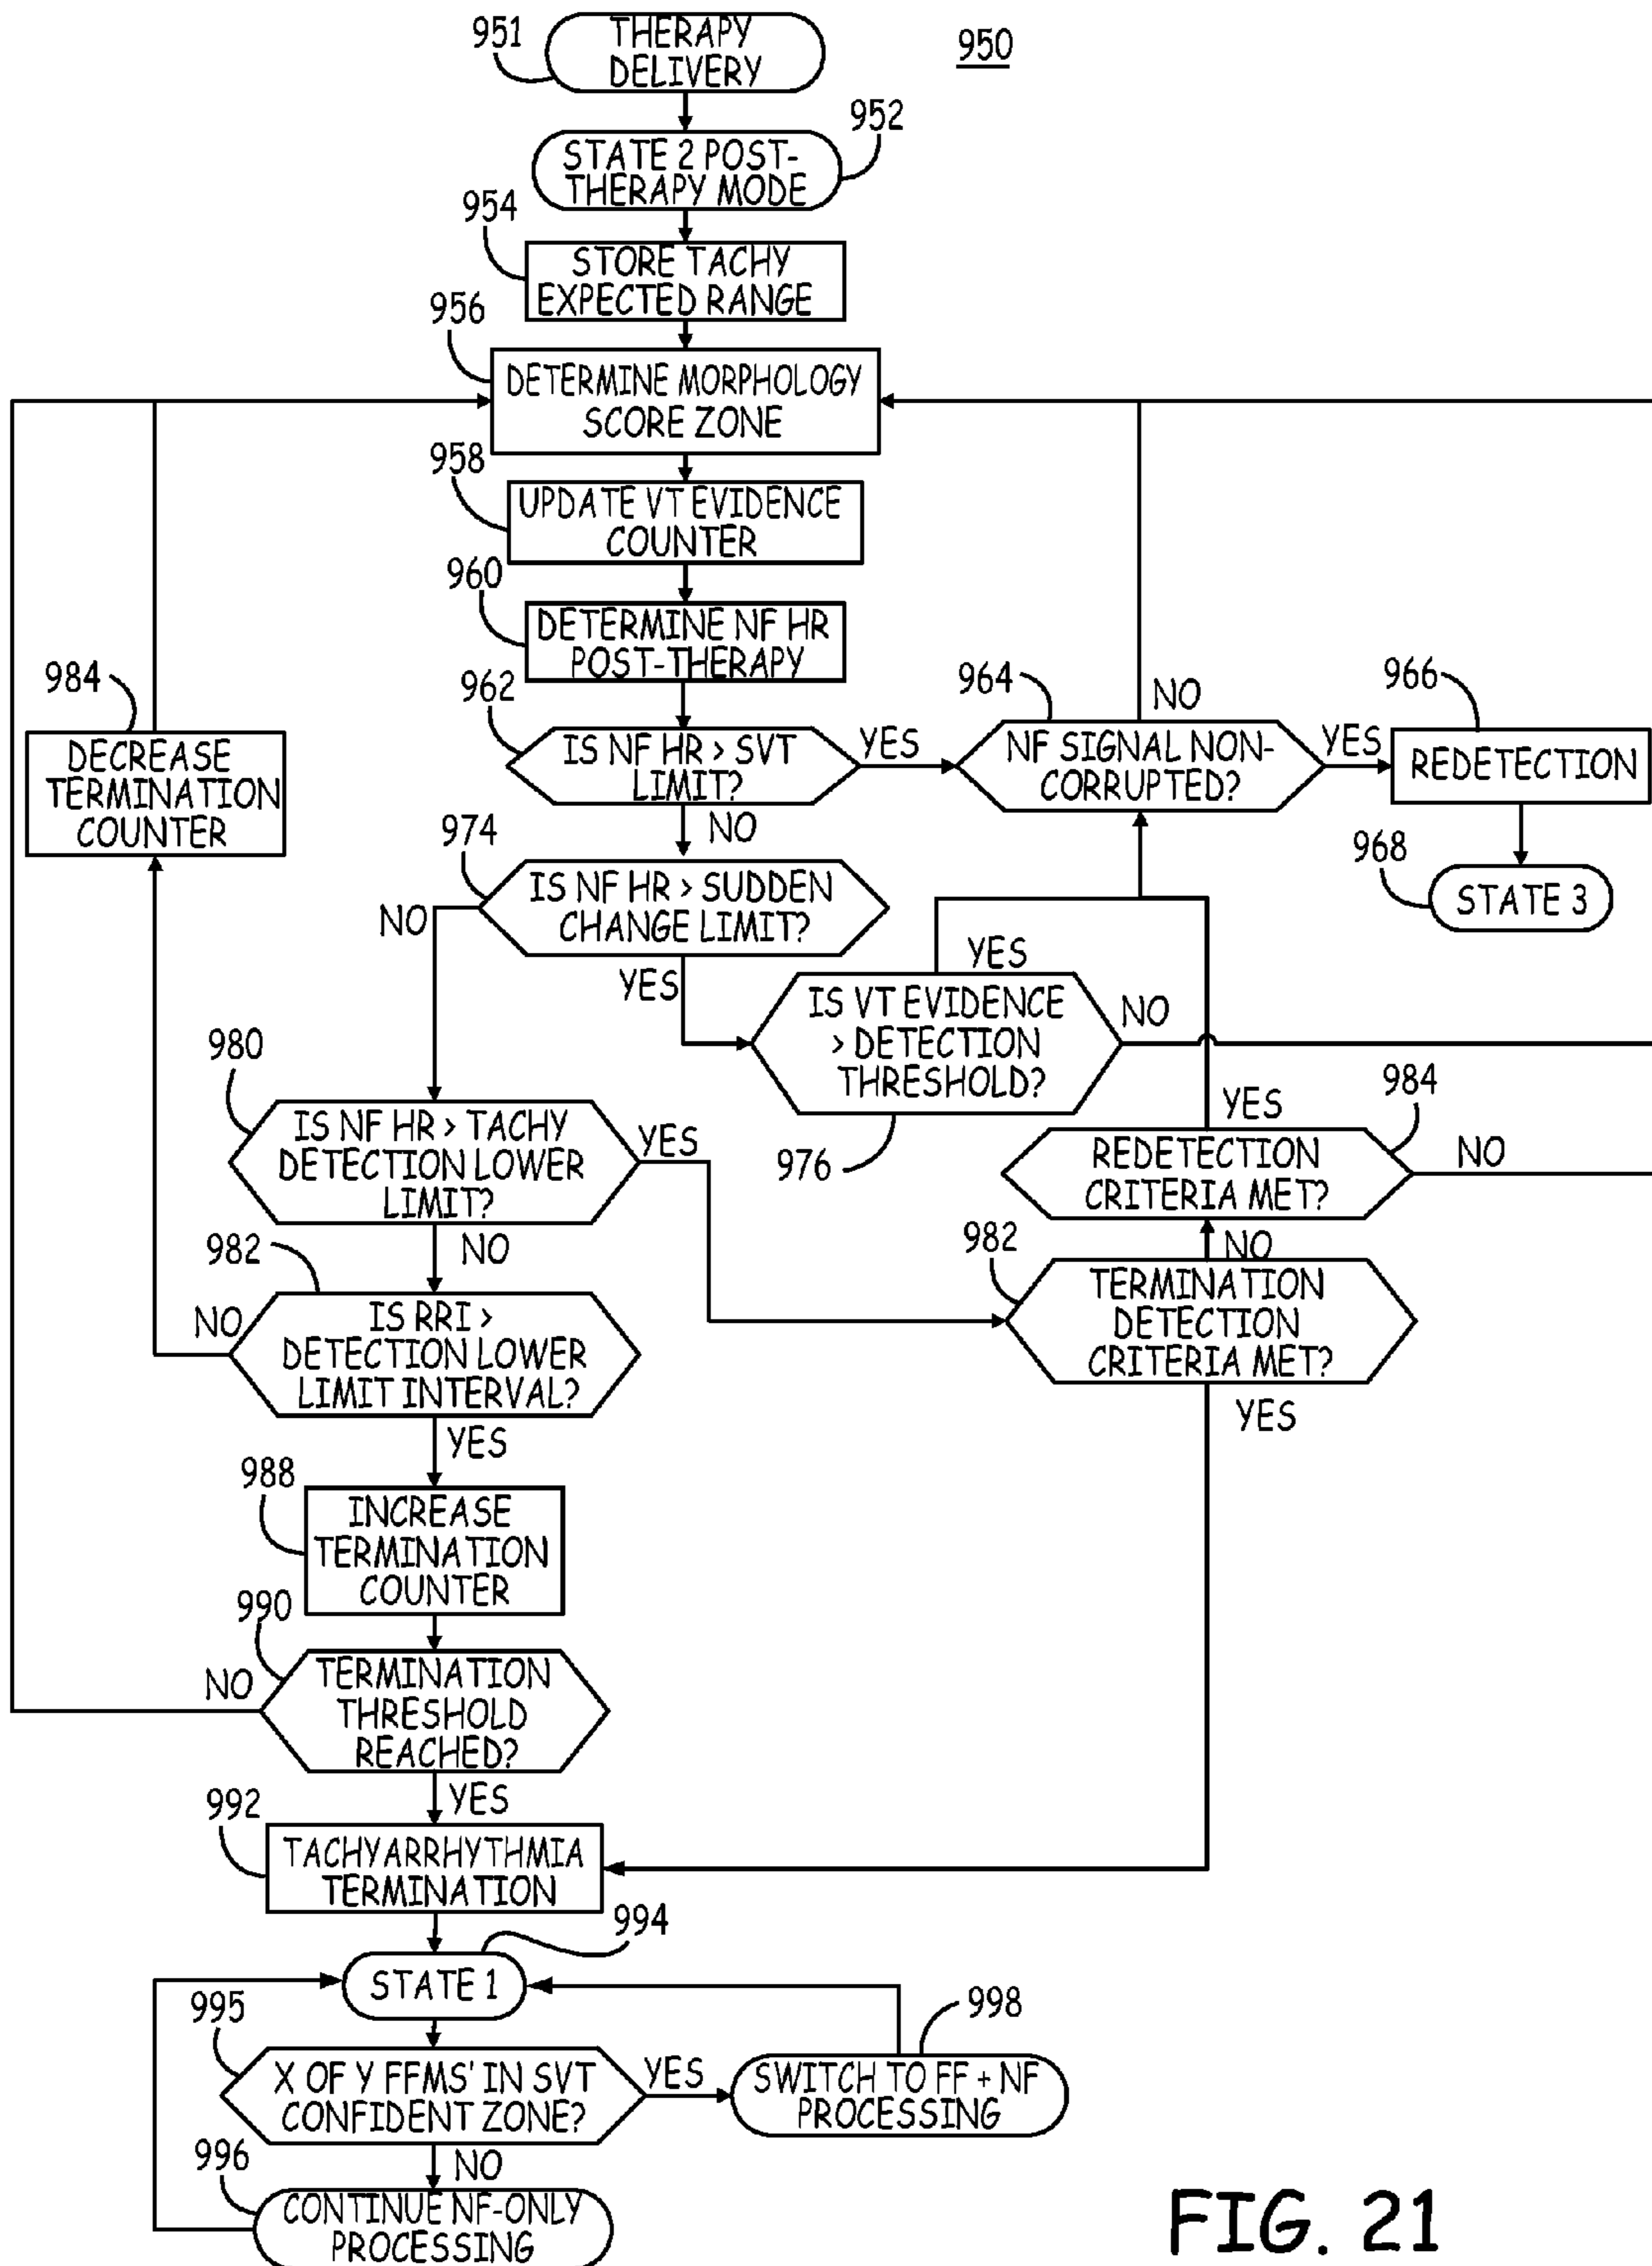 951
THERAPY
DELIVERY
950
952
STATE 2 POST-
THERAPY MODE
954
STORE TACHY
EXPECTED RANGE
956
DETERMINE MORPHOLOGY
SCORE ZONE
958
UPDATE VT EVIDENCE
COUNTER
960
DETERMINE NF HR
POST-THERAPY
962
IS NF HR > SVT
LIMIT?
YES
NO
964
NF SIGNAL NON-
CORRUPTED?
NO
YES
966
REDETECTION
968
STATE 3
984
DECREASE
TERMINATION
COUNTER
974
IS NF HR > SUDDEN
CHANGE LIMIT?
NO
YES
YES
IS VT EVIDENCE
> DETECTION
THRESHOLD?
NO
976
980
IS NF HR > TACHY
DETECTION LOWER
LIMIT?
YES
NO
984
YES
REDETECTION
CRITERIA MET?
NO
982
NO
TERMINATION
DETECTION
CRITERIA MET?
YES
982
NO
IS RRI >
DETECTION LOWER
LIMIT INTERVAL?
YES
988
INCREASE
TERMINATION
COUNTER
990
NO
TERMINATION
THRESHOLD
REACHED?
YES
992
TACHYARRHYTHMIA
TERMINATION
994
STATE 1
995
X OF Y FFMS' IN SVT
CONFIDENT ZONE?
YES
998
SWITCH TO FF + NF
PROCESSING
NO
996
CONTINUE NF-ONLY
PROCESSING
FIG. 21